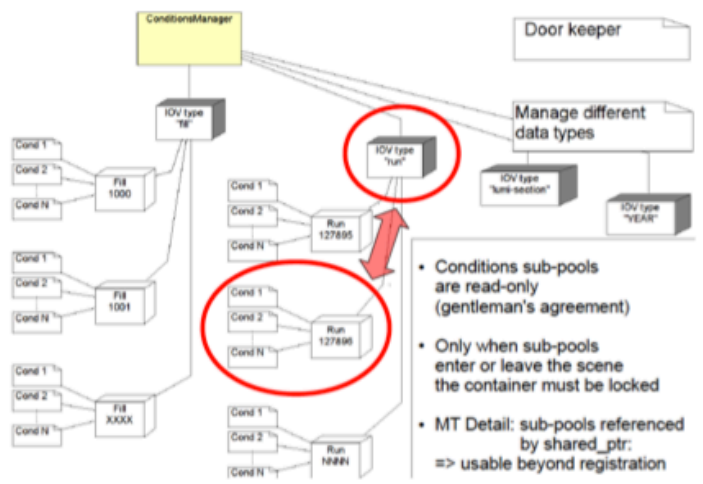 ConditionsManager
Door keeper
Manage different
data types
IOV type
"fill"
IOV type
"run"
IOV type
"lumi-section"
IOV type
"YEAR"
Cond 1
Cond 2
Cond N
Fill
1000
Cond 1
Cond 2
Cond N
Fill
1001
Cond 1
Cond 2
Cond N
Fill
XXXX
Cond 1
Cond 2
Cond N
Run
127895
Cond 1
Cond 2
Cond N
Run
127896
Cond 1
Cond 2
Cond N
Run
NNNN
• Conditions sub-pools
are read-only
(gentleman's agreement)
• Only when sub-pools
enter or leave the scene
the container must be locked
• MT Detail: sub-pools referenced
by shared_ptr:
=> usable beyond registration